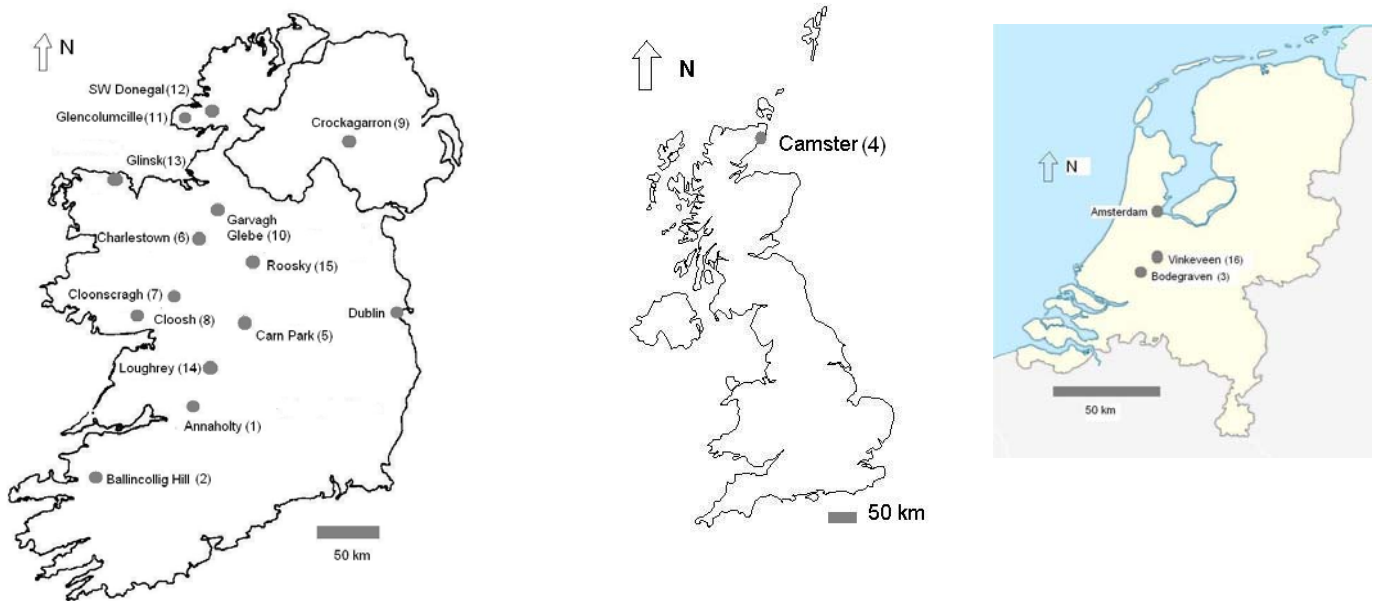 N
SW Donegal (12)
Glencolumcille (11)
Crockagarron (9)
Glinsk(13)
Garvagh
Glebe (10)
Charlestown (6)
Roosky (15)
Cloonscragh (7)
Cloosh (8)
Dublin
Carn Park (5)
Loughrey (14)
Annaholty (1)
Ballincollig Hill (2)
50 km
N
Camster (4)
50 km
N
Amsterdam
Vinkeveen (16)
Bodegraven (3)
50 km